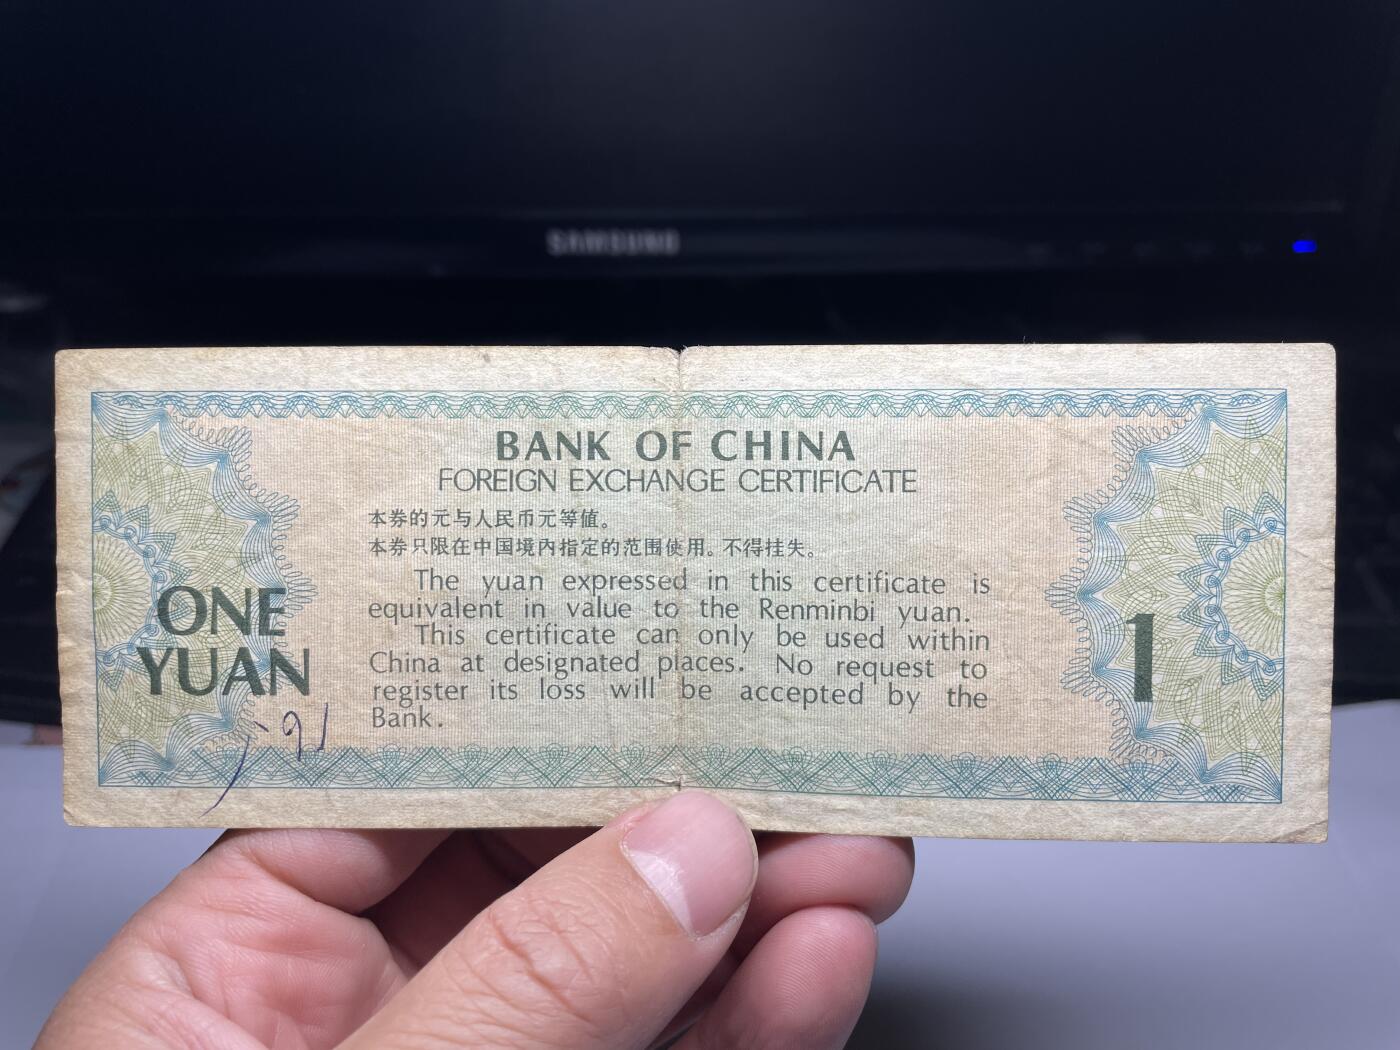 SAMSUNG
BANK OF CHINA
FOREIGN EXCHANGE CERTIFICATE
本券的元与人民币元等值。
本券只限在中国境内指定的范围使用。不得挂失。
The yuan expressed in this certificate is
equivalent in value to the Renminbi yuan.
This certificate can only be used within
China at designated places. No request to
register its loss will be accepted by the
Bank.
ONE
YUAN
1